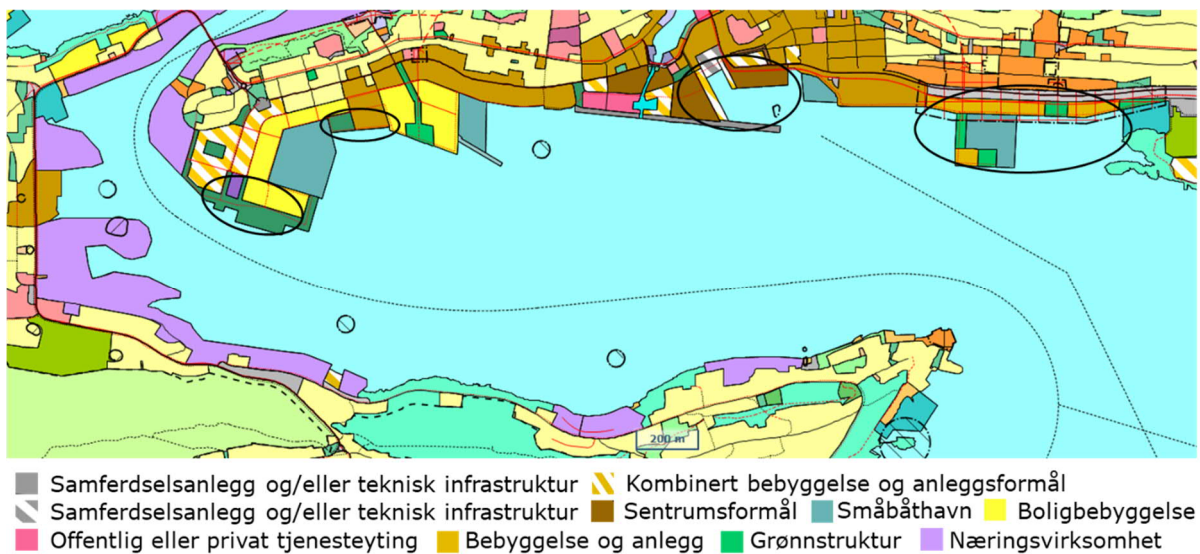 200 m
Samferdselsanlegg og/eller teknisk infrastruktur Kombinert bebyggelse og anleggsformål
Samferdselsanlegg og/eller teknisk infrastruktur Sentrumsformål Småbåthavn Boligbebyggelse
Offentlig eller privat tjenesteyting Bebyggelse og anlegg Grønnstruktur Næringsvirksomhet